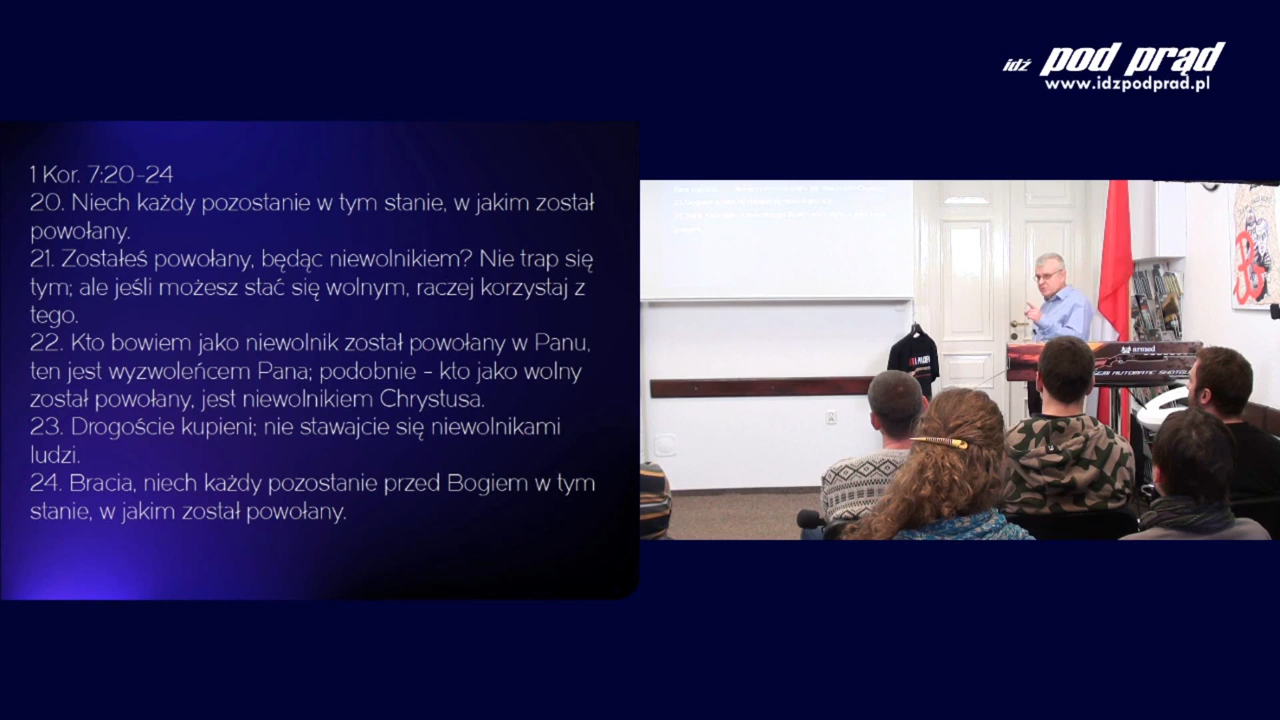 idź pod prąd
www.idzpodprad.pl
1 Kor. 7:20-24
20. Niech każdy pozostanie w tym stanie, w jakim został
powołany.
21. Zostałeś powołany, będąc niewolnikiem? Nie trap się
tym; ale jeśli możesz stać się wolnym, raczej korzystaj z
tego.
22. Kto bowiem jako niewolnik został powołany w Panu,
ten jest wyzwoleńcem Pana; podobnie - kto jako wolny
został powołany, jest niewolnikiem Chrystusa.
23. Drogoście kupieni; nie stawajcie się niewolnikami
ludzi.
24. Bracia, niech każdy pozostanie przed Bogiem w tym
stanie, w jakim został powołany.
armed
SEMI AUTOMATIC SHOTGU